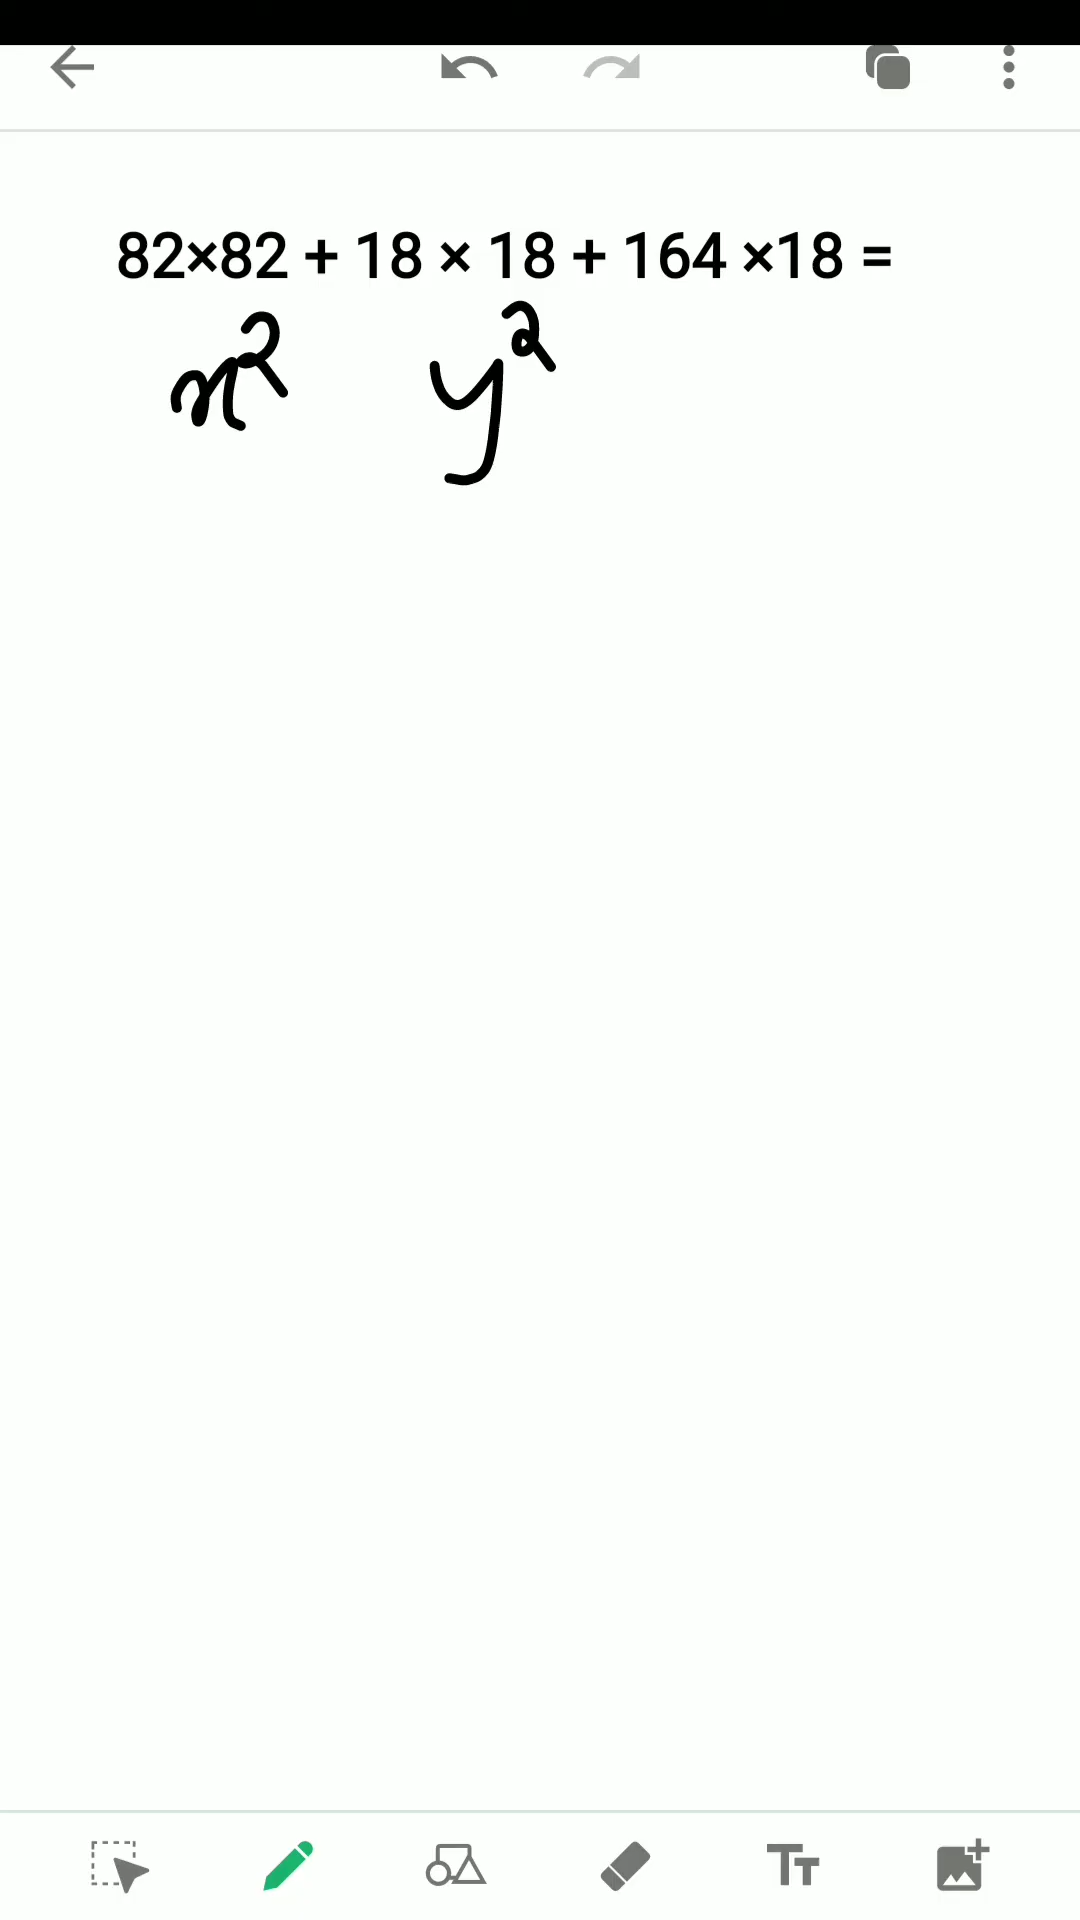 82×82 + 18 × 18 + 164 ×18 =
x² y²